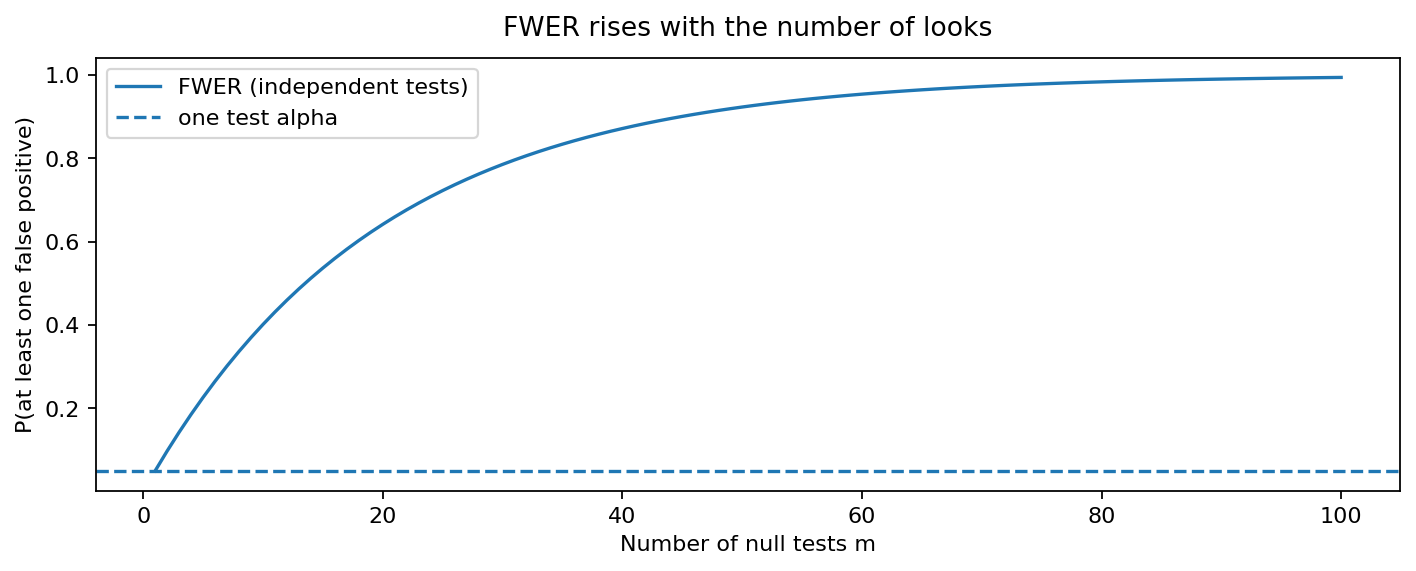 FWER rises with the number of looks
FWER (independent tests)
one test alpha
P(at least one false positive)
1.0
0.8
0.6
0.4
0.2
0 20 40 60 80 100
Number of null tests m